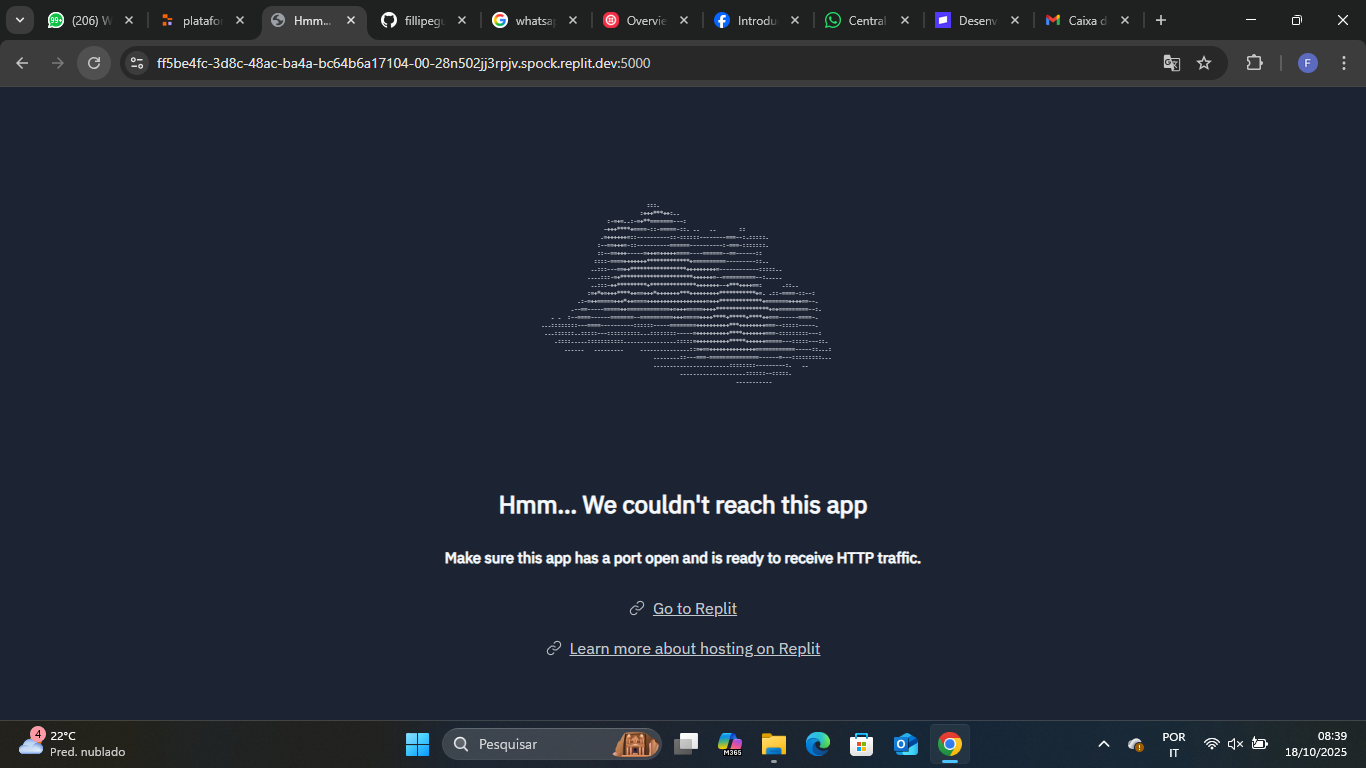 99+
(206) W
platafor
Hmm...
fillipegu
whatsap
Overvie
Introdu
Central
Desenv
Caixa d
ff5be4fc-3d8c-48ac-ba4a-bc64b6a17104-00-28n502jj3rpjv.spock.replit.dev:5000
F
Hmm... We couldn't reach this app
Make sure this app has a port open and is ready to receive HTTP traffic.
Go to Replit
Learn more about hosting on Replit
4
22°C
Pred. nublado
Pesquisar
M365
POR
IT
08:39
18/10/2025